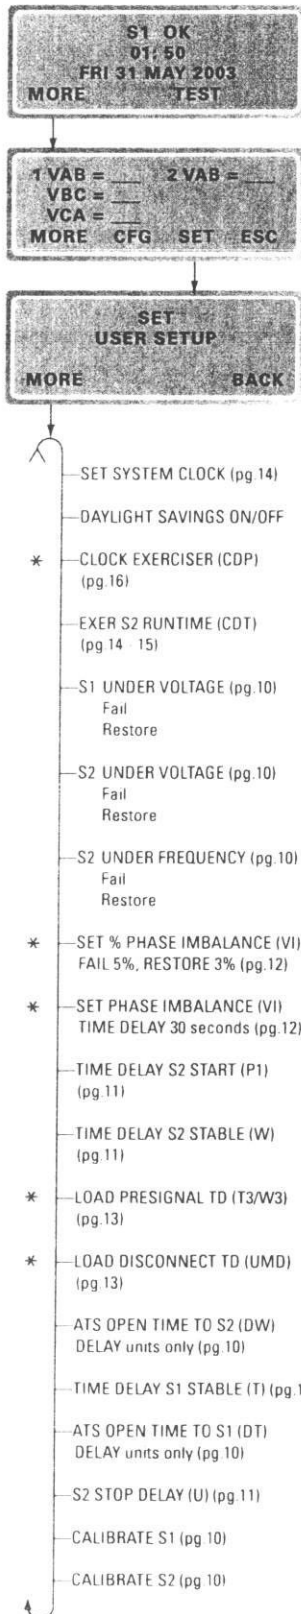 S1 OK
01: 50
FRI 31 MAY 2003
MORE TEST
1 VAB = ___ 2 VAB = ___
VBC = ___
VCA = ___
MORE CFG SET ESC
SET
USER SETUP
MORE BACK
SET SYSTEM CLOCK (pg.14)
DAYLIGHT SAVINGS ON/OFF
* CLOCK EXERCISER (CDP)
(pg.16)
EXER S2 RUNTIME (CDT)
(pg.14 - 15)
S1 UNDER VOLTAGE (pg.10)
Fail
Restore
S2 UNDER VOLTAGE (pg.10)
Fail
Restore
S2 UNDER FREQUENCY (pg.10)
Fail
Restore
* SET % PHASE IMBALANCE (VI)
FAIL 5%, RESTORE 3% (pg.12)
* SET PHASE IMBALANCE (VI)
TIME DELAY 30 seconds (pg.12)
TIME DELAY S2 START (P1)
(pg.11)
TIME DELAY S2 STABLE (W)
(pg.11)
* LOAD PRESIGNAL TD (T3/W3)
(pg.13)
* LOAD DISCONNECT TD (UMD)
(pg.13)
ATS OPEN TIME TO S2 (DW)
DELAY units only (pg.10)
TIME DELAY S1 STABLE (T) (pg.1
ATS OPEN TIME TO S1 (DT)
DELAY units only (pg.10)
S2 STOP DELAY (U) (pg.11)
CALIBRATE S1 (pg.10)
CALIBRATE S2 (pg.10)